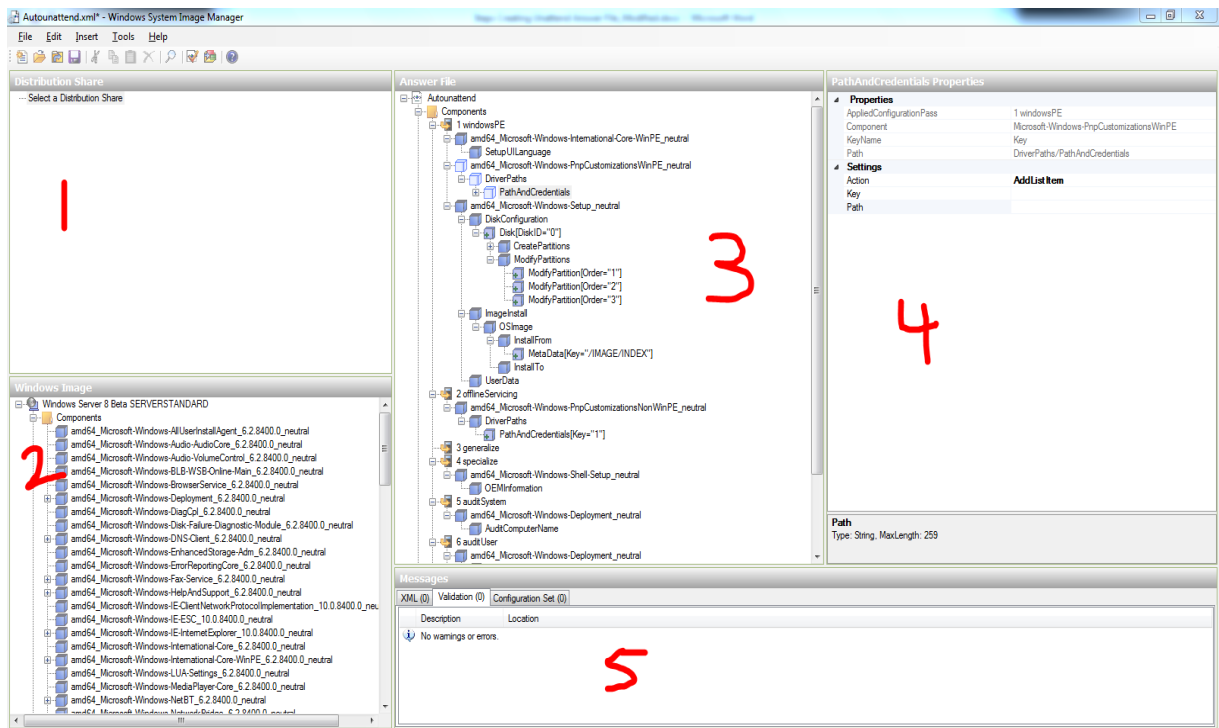 Autounattend.xml* - Windows System Image Manager
File Edit Insert Tools Help
Distribution Share
Select a Distribution Share
1
Windows Image
Windows Server 8 Beta SERVERSTANDARD
Components
amd64_Microsoft-Windows-AllUserInstallAgent_6.2.8400.0_neutral
amd64_Microsoft-Windows-Audio-AudioCore_6.2.8400.0_neutral
amd64_Microsoft-Windows-Audio-VolumeControl_6.2.8400.0_neutral
amd64_Microsoft-Windows-BLB-WSB-Online-Main_6.2.8400.0_neutral
amd64_Microsoft-Windows-BrowserService_6.2.8400.0_neutral
amd64_Microsoft-Windows-Deployment_6.2.8400.0_neutral
amd64_Microsoft-Windows-DiagCpl_6.2.8400.0_neutral
amd64_Microsoft-Windows-Disk-Failure-Diagnostic-Module_6.2.8400.0_neutral
amd64_Microsoft-Windows-DNS-Client_6.2.8400.0_neutral
amd64_Microsoft-Windows-EnhancedStorage-Adm_6.2.8400.0_neutral
amd64_Microsoft-Windows-ErrorReportingCore_6.2.8400.0_neutral
amd64_Microsoft-Windows-Fax-Service_6.2.8400.0_neutral
amd64_Microsoft-Windows-HelpAndSupport_6.2.8400.0_neutral
amd64_Microsoft-Windows-IE-ClientNetworkProtocolImplementation_10.0.8400.0_neu
amd64_Microsoft-Windows-IE-ESC_10.0.8400.0_neutral
amd64_Microsoft-Windows-IE-InternetExplorer_10.0.8400.0_neutral
amd64_Microsoft-Windows-International-Core_6.2.8400.0_neutral
amd64_Microsoft-Windows-International-Core-WinPE_6.2.8400.0_neutral
amd64_Microsoft-Windows-LUA-Settings_6.2.8400.0_neutral
amd64_Microsoft-Windows-MediaPlayer-Core_6.2.8400.0_neutral
amd64_Microsoft-Windows-NetBT_6.2.8400.0_neutral
2
Answer File
Autounattend
Components
1 windowsPE
amd64_Microsoft-Windows-International-Core-WinPE_neutral
SetupUILanguage
amd64_Microsoft-Windows-PnpCustomizationsWinPE_neutral
DriverPaths
PathAndCredentials
amd64_Microsoft-Windows-Setup_neutral
DiskConfiguration
Disk[DiskID="0"]
CreatePartitions
ModifyPartitions
ModifyPartition[Order="1"]
ModifyPartition[Order="2"]
ModifyPartition[Order="3"]
ImageInstall
OSImage
InstallFrom
MetaData[Key="/IMAGE/INDEX"]
InstallTo
UserData
2 offlineServicing
amd64_Microsoft-Windows-PnpCustomizationsNonWinPE_neutral
DriverPaths
PathAndCredentials[Key="1"]
3 generalize
4 specialize
amd64_Microsoft-Windows-Shell-Setup_neutral
OEMInformation
5 auditSystem
amd64_Microsoft-Windows-Deployment_neutral
AuditComputerName
6 auditUser
amd64_Microsoft-Windows-Deployment_neutral
3
PathAndCredentials Properties
Properties
AppliedConfigurationPass 1 windowsPE
Component Microsoft-Windows-PnpCustomizationsWinPE
KeyName Key
Path DriverPaths/PathAndCredentials
Settings
Action AddListItem
Key
Path
4
Path
Type: String, MaxLength: 259
Messages
XML (0) Validation (0) Configuration Set (0)
Description Location
No warnings or errors.
5